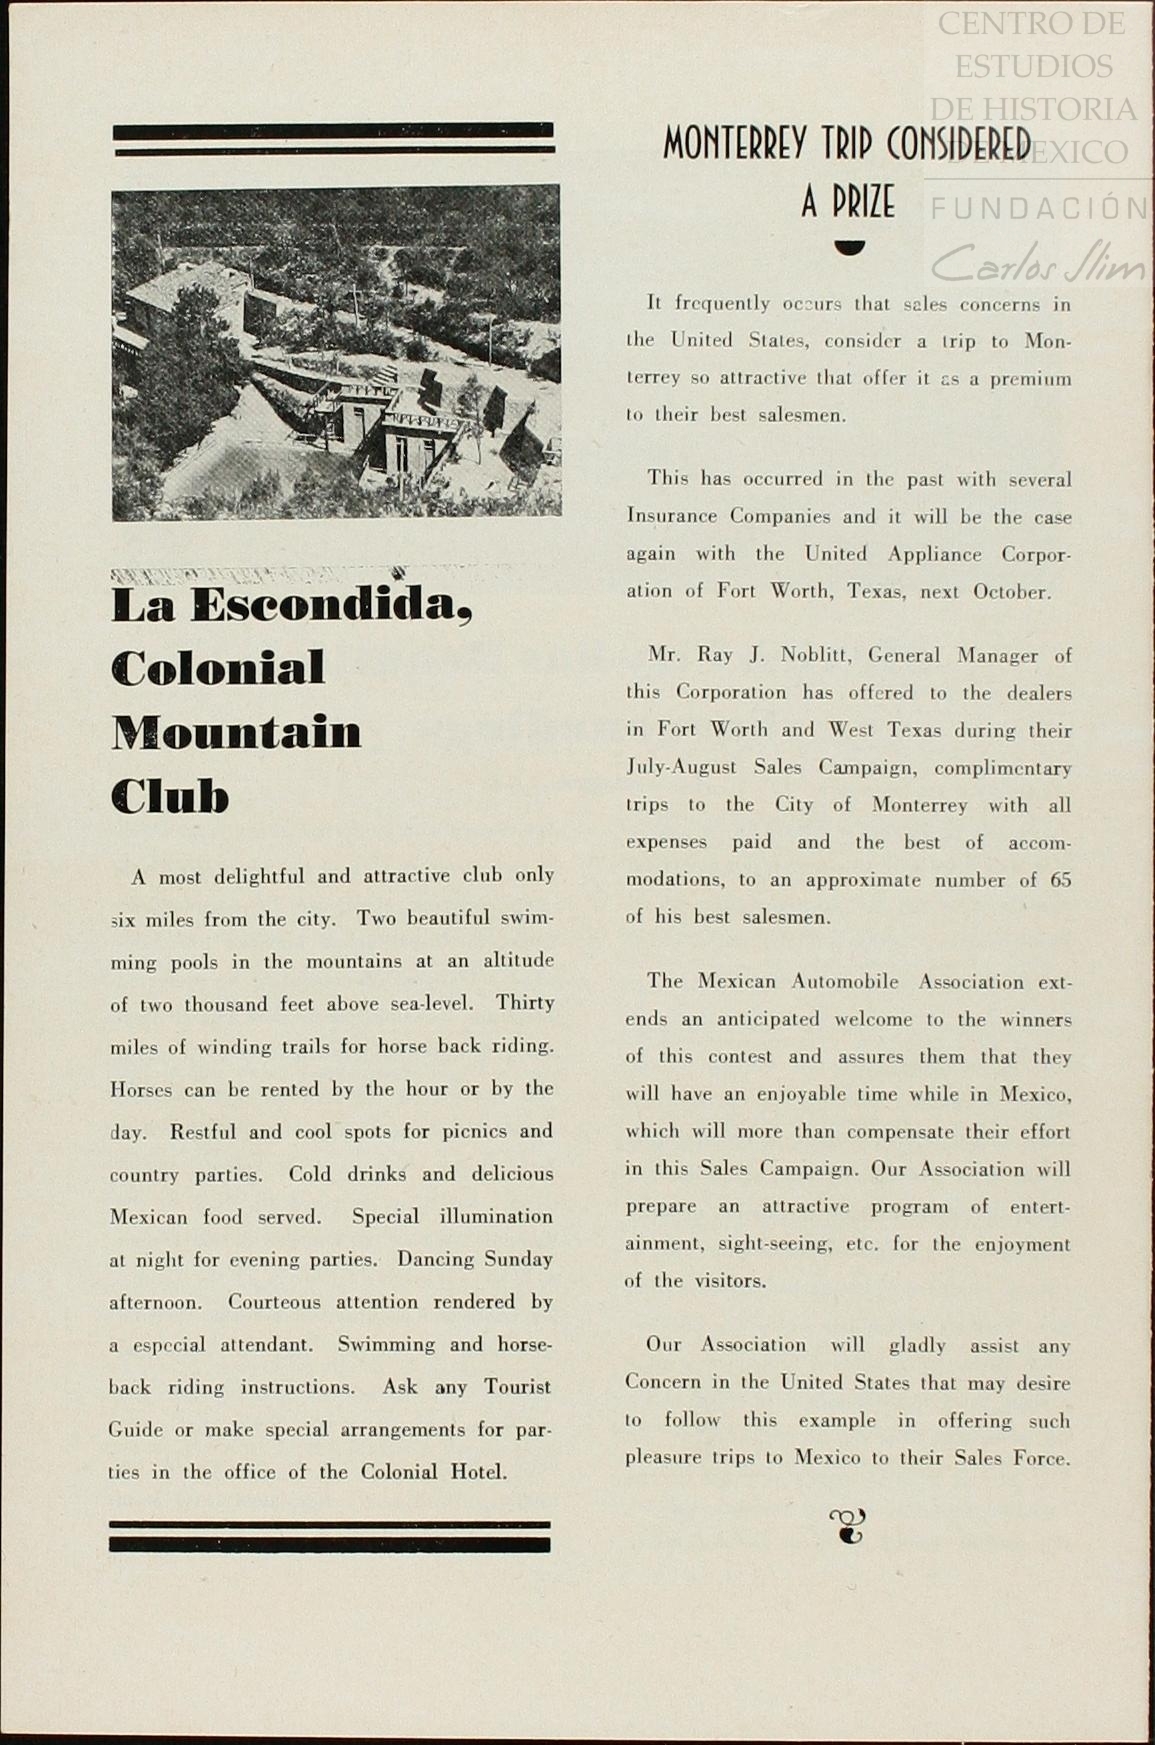 CENTRO DE
ESTUDIOS
DE HISTORIA
DE MEXICO
FUNDACIÓN
Carlos Slim
La Escondida,
Colonial
Mountain
Club
A most delightful and attractive club only
six miles from the city. Two beautiful swim-
ming pools in the mountains at an altitude
of two thousand feet above sea-level. Thirty
miles of winding trails for horse back riding.
Horses can be rented by the hour or by the
day. Restful and cool spots for picnics and
country parties. Cold drinks and delicious
Mexican food served. Special illumination
at night for evening parties. Dancing Sunday
afternoon. Courteous attention rendered by
a especial attendant. Swimming and horse-
back riding instructions. Ask any Tourist
Guide or make special arrangements for par-
ties in the office of the Colonial Hotel.
MONTERREY TRIP CONSIDERED
A PRIZE
It frequently occurs that sales concerns in
the United States, consider a trip to Mon-
terrey so attractive that offer it as a premium
to their best salesmen.
This has occurred in the past with several
Insurance Companies and it will be the case
again with the United Appliance Corpor-
ation of Fort Worth, Texas, next October.
Mr. Ray J. Noblitt, General Manager of
this Corporation has offered to the dealers
in Fort Worth and West Texas during their
July-August Sales Campaign, complimentary
trips to the City of Monterrey with all
expenses paid and the best of accom-
modations, to an approximate number of 65
of his best salesmen.
The Mexican Automobile Association ext-
ends an anticipated welcome to the winners
of this contest and assures them that they
will have an enjoyable time while in Mexico,
which will more than compensate their effort
in this Sales Campaign. Our Association will
prepare an attractive program of entert-
ainment, sight-seeing, etc. for the enjoyment
of the visitors.
Our Association will gladly assist any
Concern in the United States that may desire
to follow this example in offering such
pleasure trips to Mexico to their Sales Force.